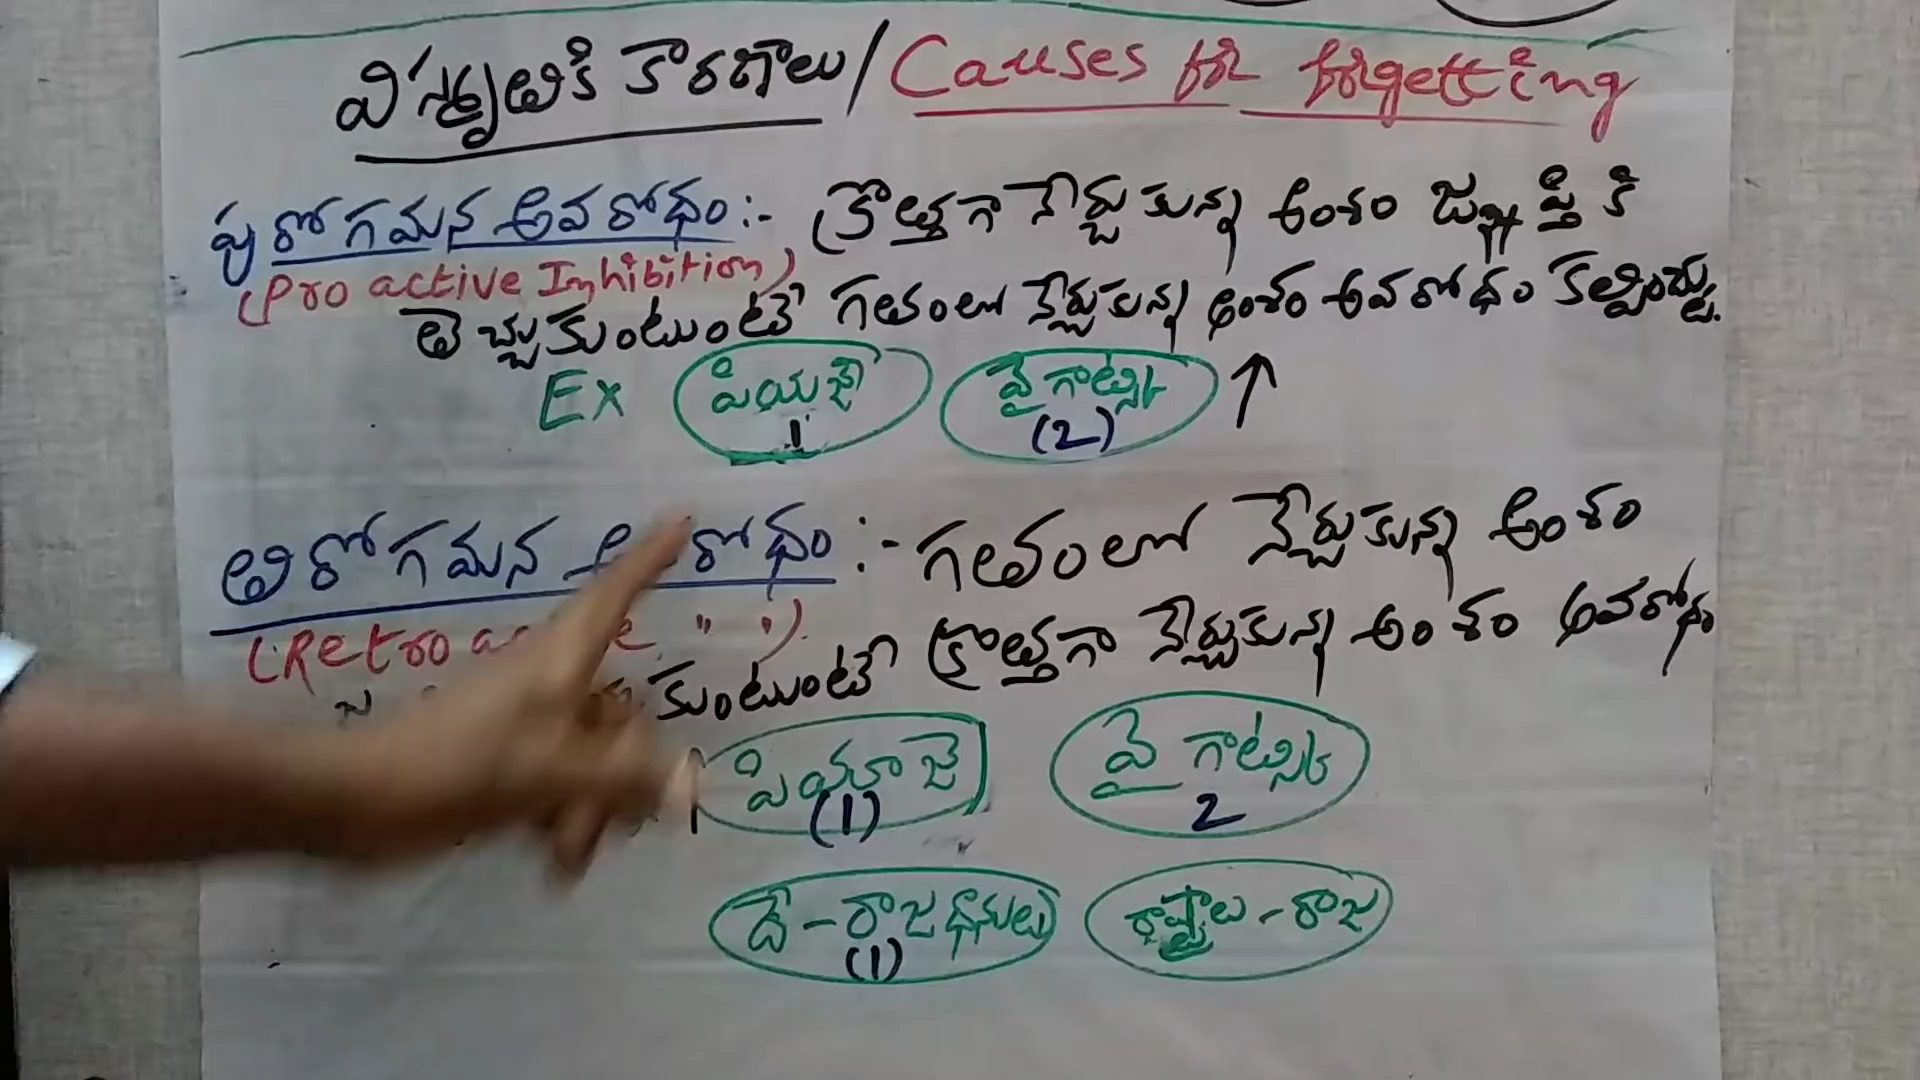 విస్మృతికి కారణాలు / Causes for forgetting
పురోగమన అవరోధం:- క్రొత్తగా నేర్చుకున్న అంశం జ్ఞప్తికి
(Pro active Inhibition)
తెచ్చుకుంటుంటే గతంలో నేర్చుకున్న అంశం అవరోధం కల్పించు.
Ex పియాజె వైగాట్స్కి ↑
1 (2)
తిరోగమన రోధం :- గతంలో నేర్చుకున్న అంశం
(Retro " ").
కుంటుంటే క్రొత్తగా నేర్చుకున్న అంశం అవరోధం
పియాజె వైగాట్స్కి
(1) 2
దే - రాజధానులు రాష్ట్రాలు - రాజ
(1)